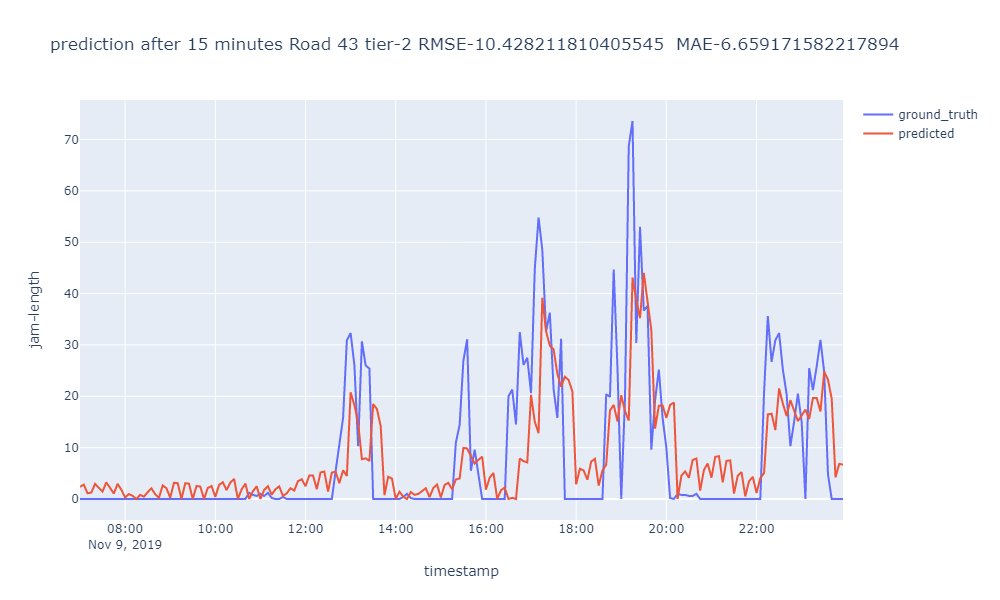 prediction after 15 minutes Road 43 tier-2 RMSE-10.428211810405545  MAE-6.659171582217894
ground_truth
predicted
70
60
50
40
30
20
10
0
jam-length
08:00 10:00 12:00 14:00 16:00 18:00 20:00 22:00
Nov 9, 2019
timestamp